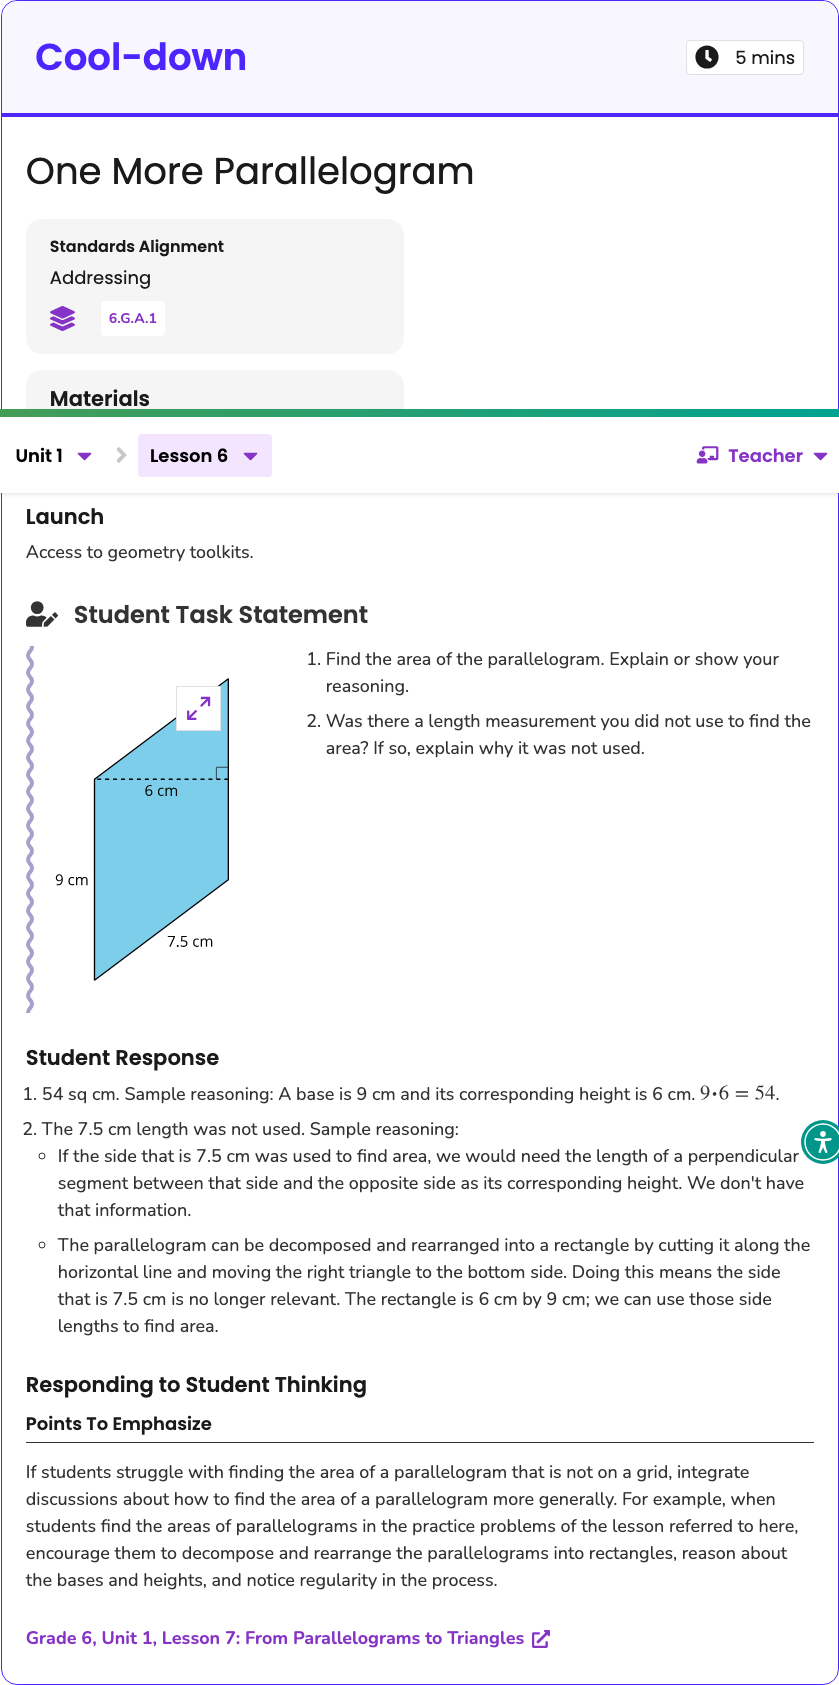 Cool-down
5 mins
One More Parallelogram
Standards Alignment
Addressing
6.G.A.1
Materials
Unit 1
Lesson 6
Teacher
Launch
Access to geometry toolkits.
Student Task Statement
6 cm
9 cm
7.5 cm
1. Find the area of the parallelogram. Explain or show your
reasoning.
2. Was there a length measurement you did not use to find the
area? If so, explain why it was not used.
Student Response
1. 54 sq cm. Sample reasoning: A base is 9 cm and its corresponding height is 6 cm. 9•6 = 54.
2. The 7.5 cm length was not used. Sample reasoning:
◦ If the side that is 7.5 cm was used to find area, we would need the length of a perpendicular
segment between that side and the opposite side as its corresponding height. We don't have
that information.
◦ The parallelogram can be decomposed and rearranged into a rectangle by cutting it along the
horizontal line and moving the right triangle to the bottom side. Doing this means the side
that is 7.5 cm is no longer relevant. The rectangle is 6 cm by 9 cm; we can use those side
lengths to find area.
Responding to Student Thinking
Points To Emphasize
If students struggle with finding the area of a parallelogram that is not on a grid, integrate
discussions about how to find the area of a parallelogram more generally. For example, when
students find the areas of parallelograms in the practice problems of the lesson referred to here,
encourage them to decompose and rearrange the parallelograms into rectangles, reason about
the bases and heights, and notice regularity in the process.
Grade 6, Unit 1, Lesson 7: From Parallelograms to Triangles